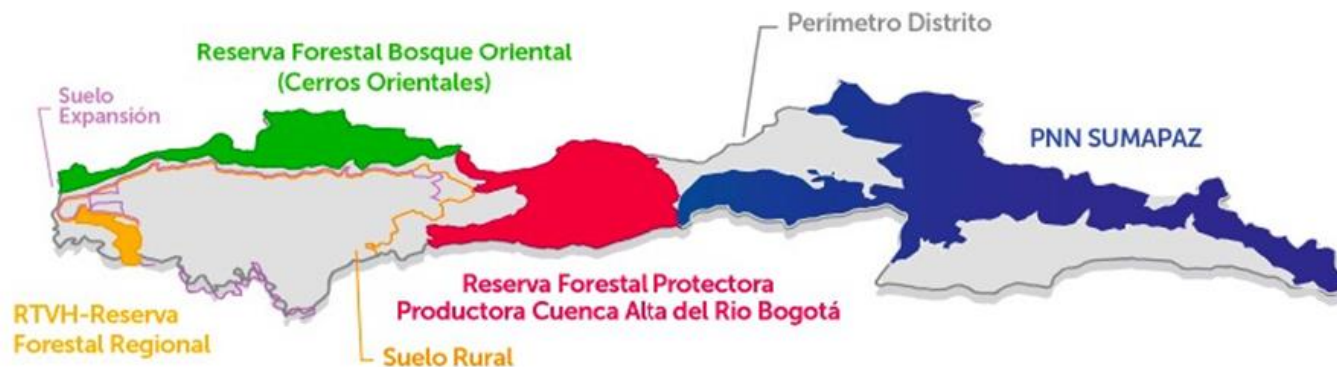 Perímetro Distrito
Reserva Forestal Bosque Oriental
(Cerros Orientales)
Suelo
Expansión
PNN SUMAPAZ
Reserva Forestal Protectora
Productora Cuenca Alta del Rio Bogotá
RTVH-Reserva
Forestal Regional
Suelo Rural